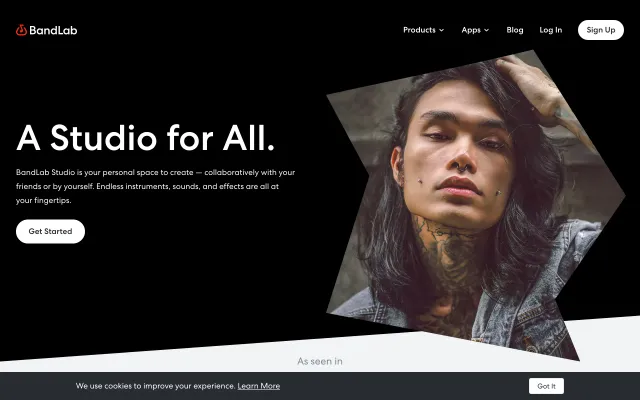 BandLab
Products Apps Blog Log In Sign Up
A Studio for All.
BandLab Studio is your personal space to create — collaboratively with your
friends or by yourself. Endless instruments, sounds, and effects are all at
your fingertips.
Get Started
As seen in
We use cookies to improve your experience. Learn More
Got It